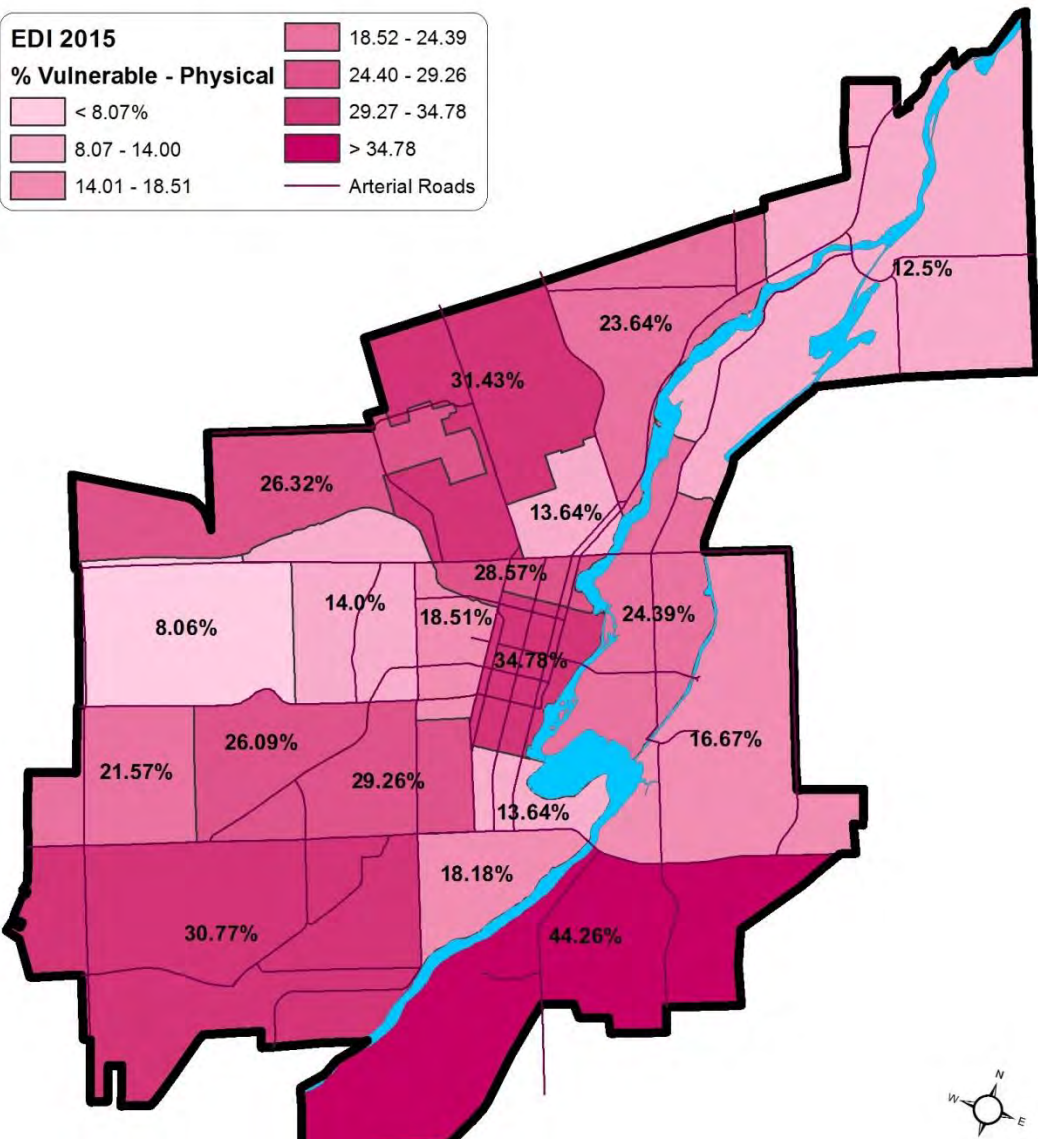 EDI 2015
% Vulnerable - Physical
< 8.07%
8.07 - 14.00
14.01 - 18.51
18.52 - 24.39
24.40 - 29.26
29.27 - 34.78
> 34.78
Arterial Roads
12.5%
23.64%
31.43%
26.32%
13.64%
28.57%
14.0%
18.51%
24.39%
8.06%
34.78%
26.09%
16.67%
21.57%
29.26%
13.64%
18.18%
30.77%
44.26%
N
W
E